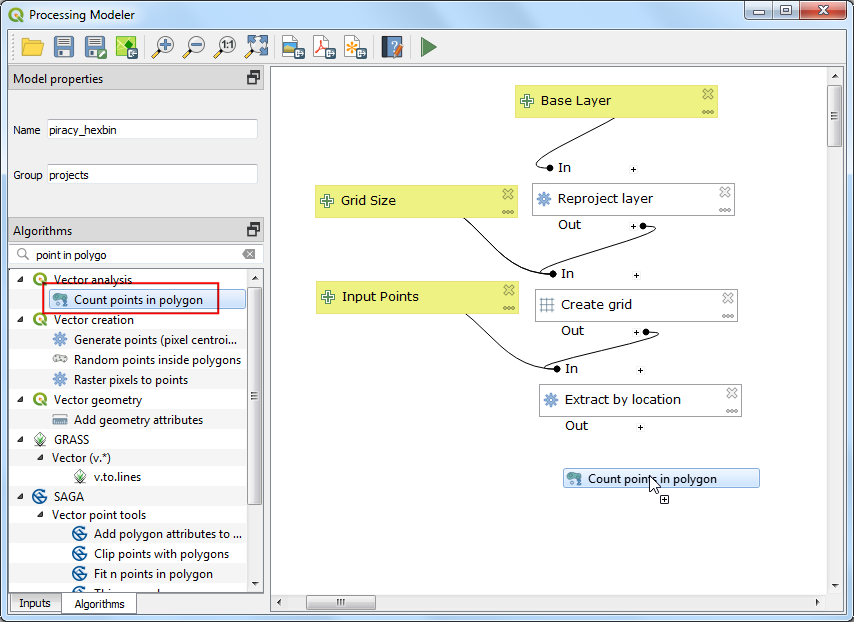 Processing Modeler
1:1
Model properties
Name piracy_hexbin
Group projects
Algorithms
point in polygo
Vector analysis
Count points in polygon
Vector creation
Generate points (pixel centroi...
Random points inside polygons
Raster pixels to points
Vector geometry
Add geometry attributes
GRASS
Vector (v.*)
v.to.lines
SAGA
Vector point tools
Add polygon attributes to ...
Clip points with polygons
Fit n points in polygon
Inputs
Algorithms
Base Layer
In
Grid Size
Reproject layer
Out
In
Input Points
Create grid
Out
In
Extract by location
Out
Count points in polygon